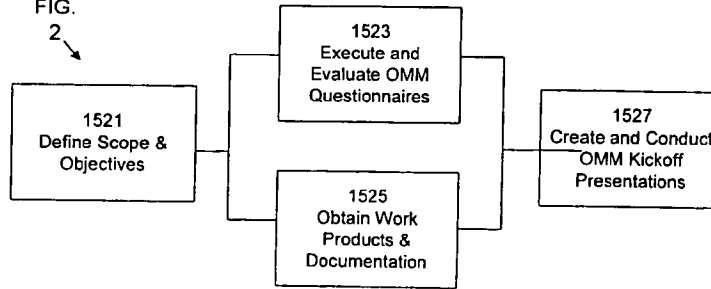 FIG.
2
1523
Execute and
Evaluate OMM
Questionnaires
1521
Define Scope &
Objectives
1527
Create and Conduct
OMM Kickoff
Presentations
1525
Obtain Work
Products &
Documentation